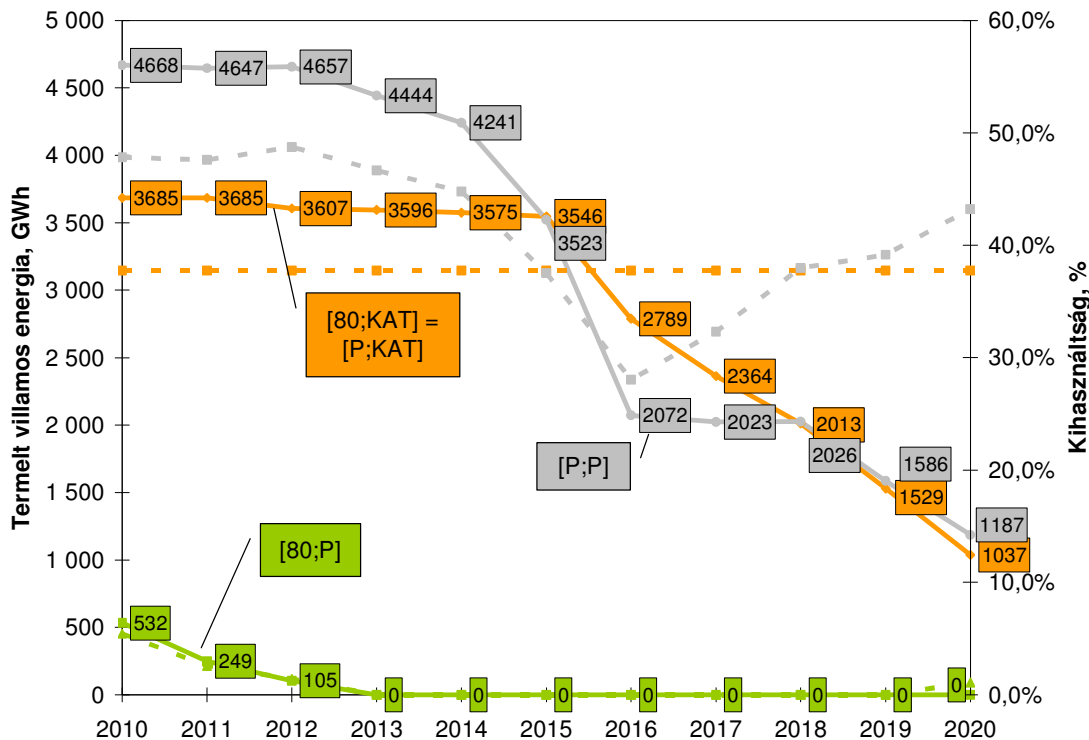 5 000
4 500
4 000
3 500
3 000
2 500
2 000
1 500
1 000
500
0
Termelt villamos energia, GWh
60,0%
50,0%
40,0%
30,0%
20,0%
10,0%
0,0%
Kihasználtság, %
2010 2011 2012 2013 2014 2015 2016 2017 2018 2019 2020
4668 4647 4657 4444 4241 3523 2072 2023 2026 1586 1187
3685 3685 3607 3596 3575 3546 2789 2364 2013 1529 1037
532 249 105 0 0 0 0 0 0 0 0
[80;KAT] =
[P;KAT]
[P;P]
[80;P]